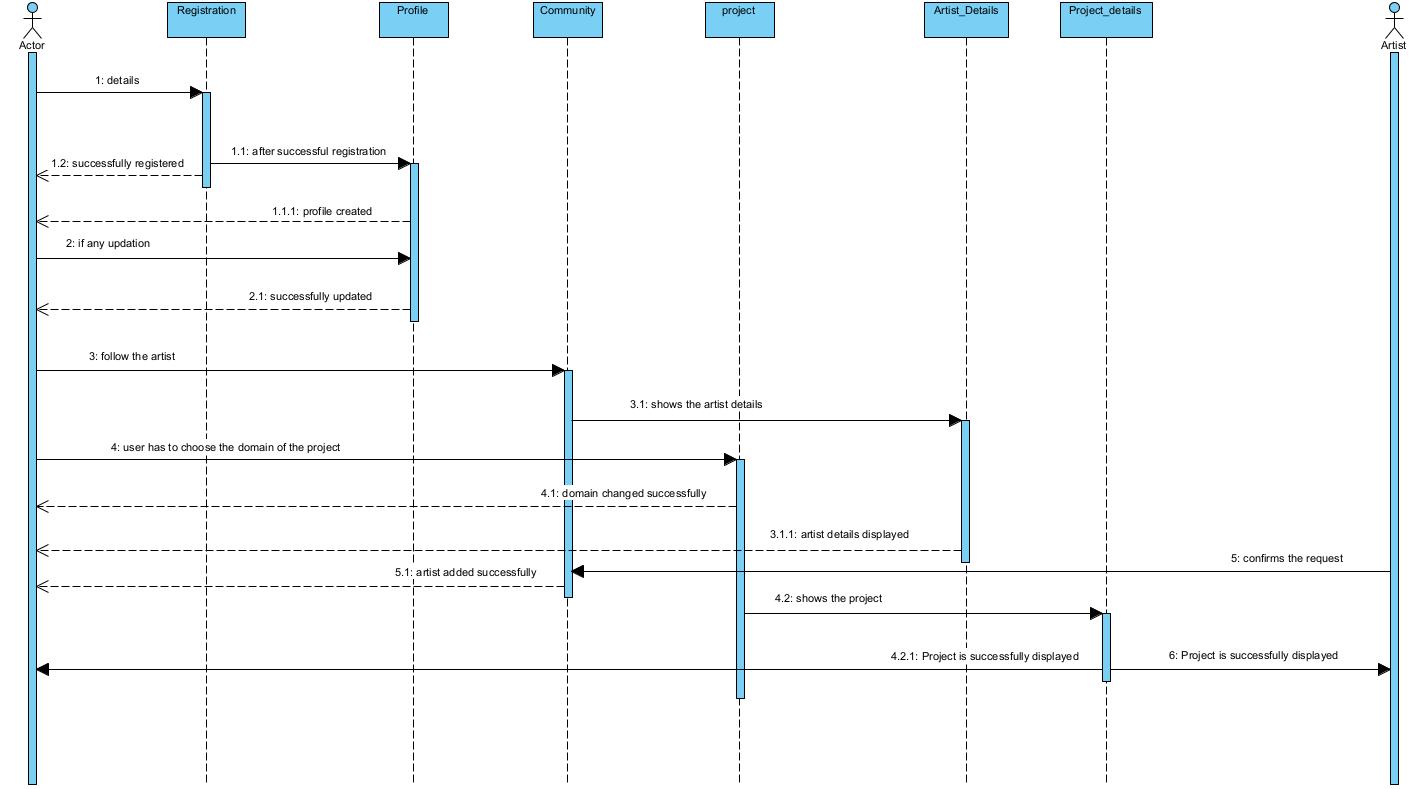 Registration
Profile
Community
project
Artist_Details
Project_details
Actor
Artist
1: details
1.1: after successful registration
1.2: successfully registered
1.1.1: profile created
2: if any updation
2.1: successfully updated
3: follow the artist
3.1: shows the artist details
4: user has to choose the domain of the project
4.1: domain changed successfully
3.1.1: artist details displayed
5: confirms the request
5.1: artist added successfully
4.2: shows the project
4.2.1: Project is successfully displayed
6: Project is successfully displayed